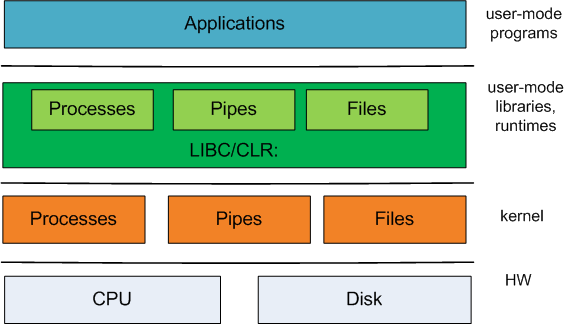 Applications
user-mode
programs
Processes
Pipes
Files
LIBC/CLR:
user-mode
libraries,
runtimes
Processes
Pipes
Files
kernel
CPU
Disk
HW